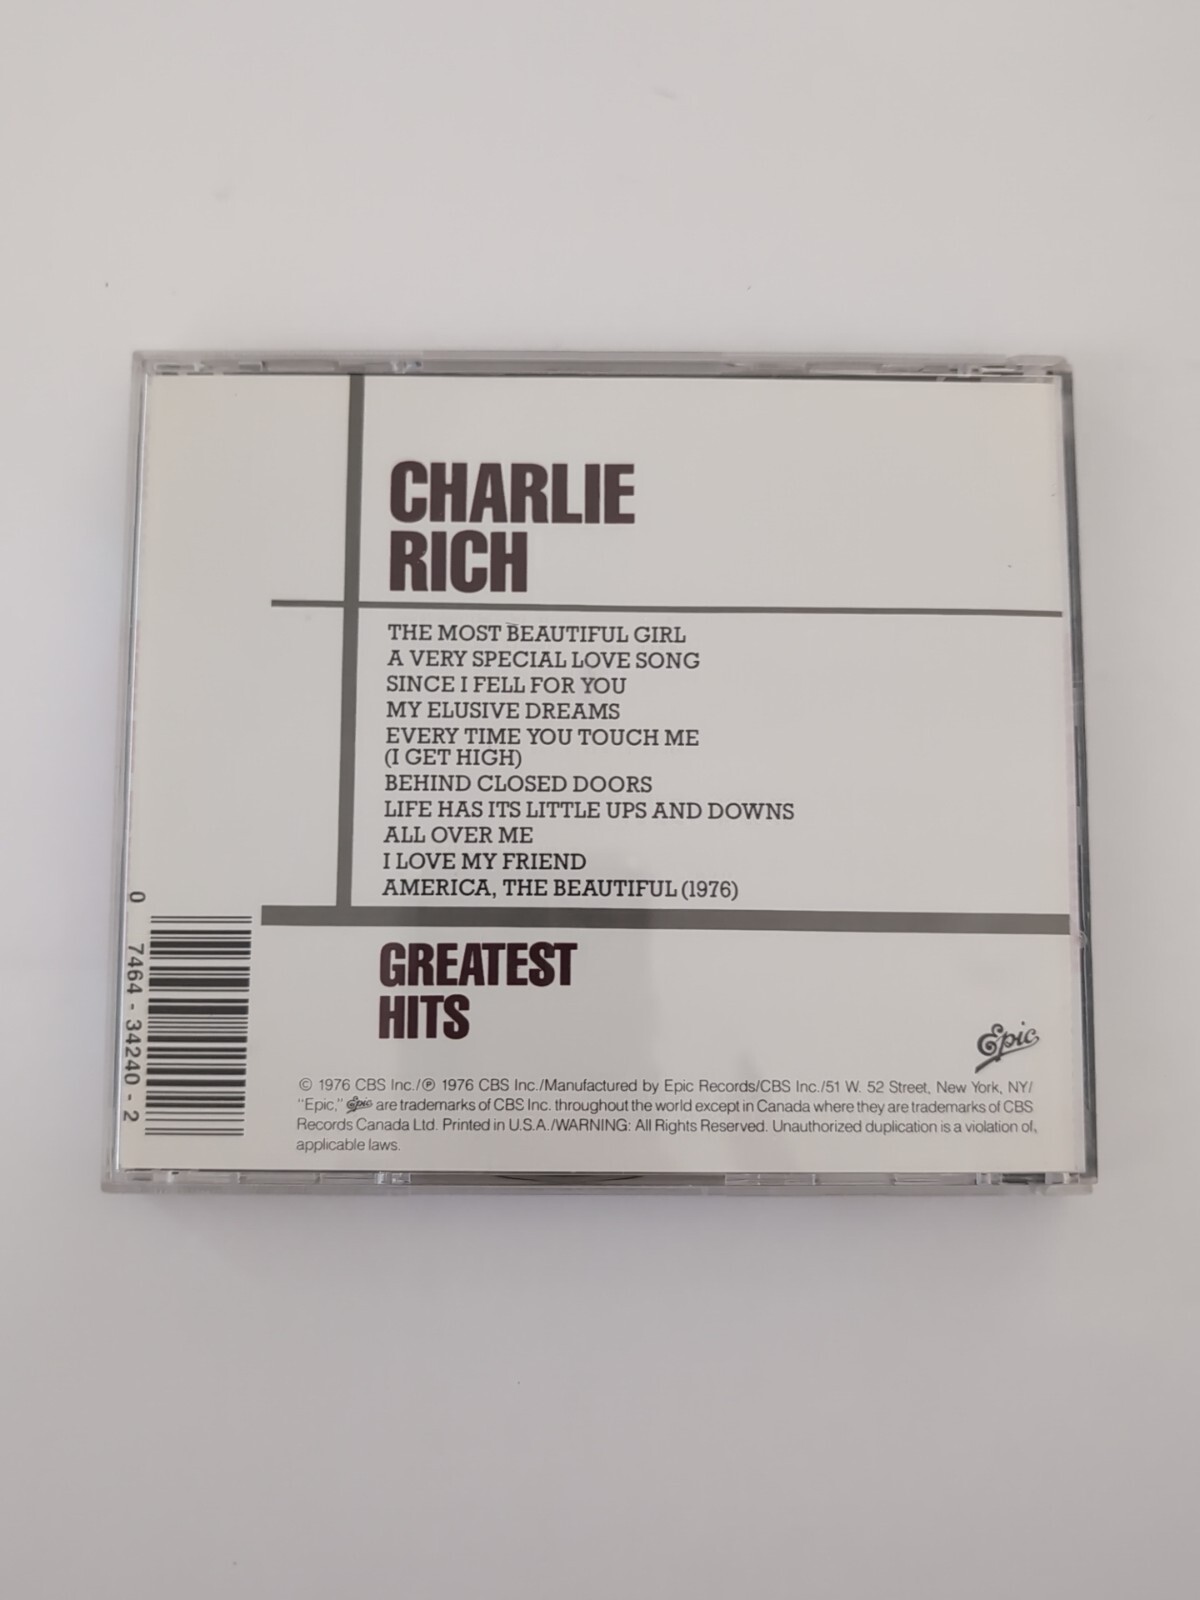 CHARLIE
RICH
THE MOST BEAUTIFUL GIRL
A VERY SPECIAL LOVE SONG
SINCE I FELL FOR YOU
MY ELUSIVE DREAMS
EVERY TIME YOU TOUCH ME
(I GET HIGH)
BEHIND CLOSED DOORS
LIFE HAS ITS LITTLE UPS AND DOWNS
ALL OVER ME
I LOVE MY FRIEND
AMERICA, THE BEAUTIFUL (1976)
0 7464-34240-2
GREATEST
HITS
Epic
© 1976 CBS Inc./℗ 1976 CBS Inc./Manufactured by Epic Records/CBS Inc./51 W. 52 Street, New York, NY/
"Epic," Epic are trademarks of CBS Inc. throughout the world except in Canada where they are trademarks of CBS
Records Canada Ltd. Printed in U.S.A./WARNING: All Rights Reserved. Unauthorized duplication is a violation of
applicable laws.